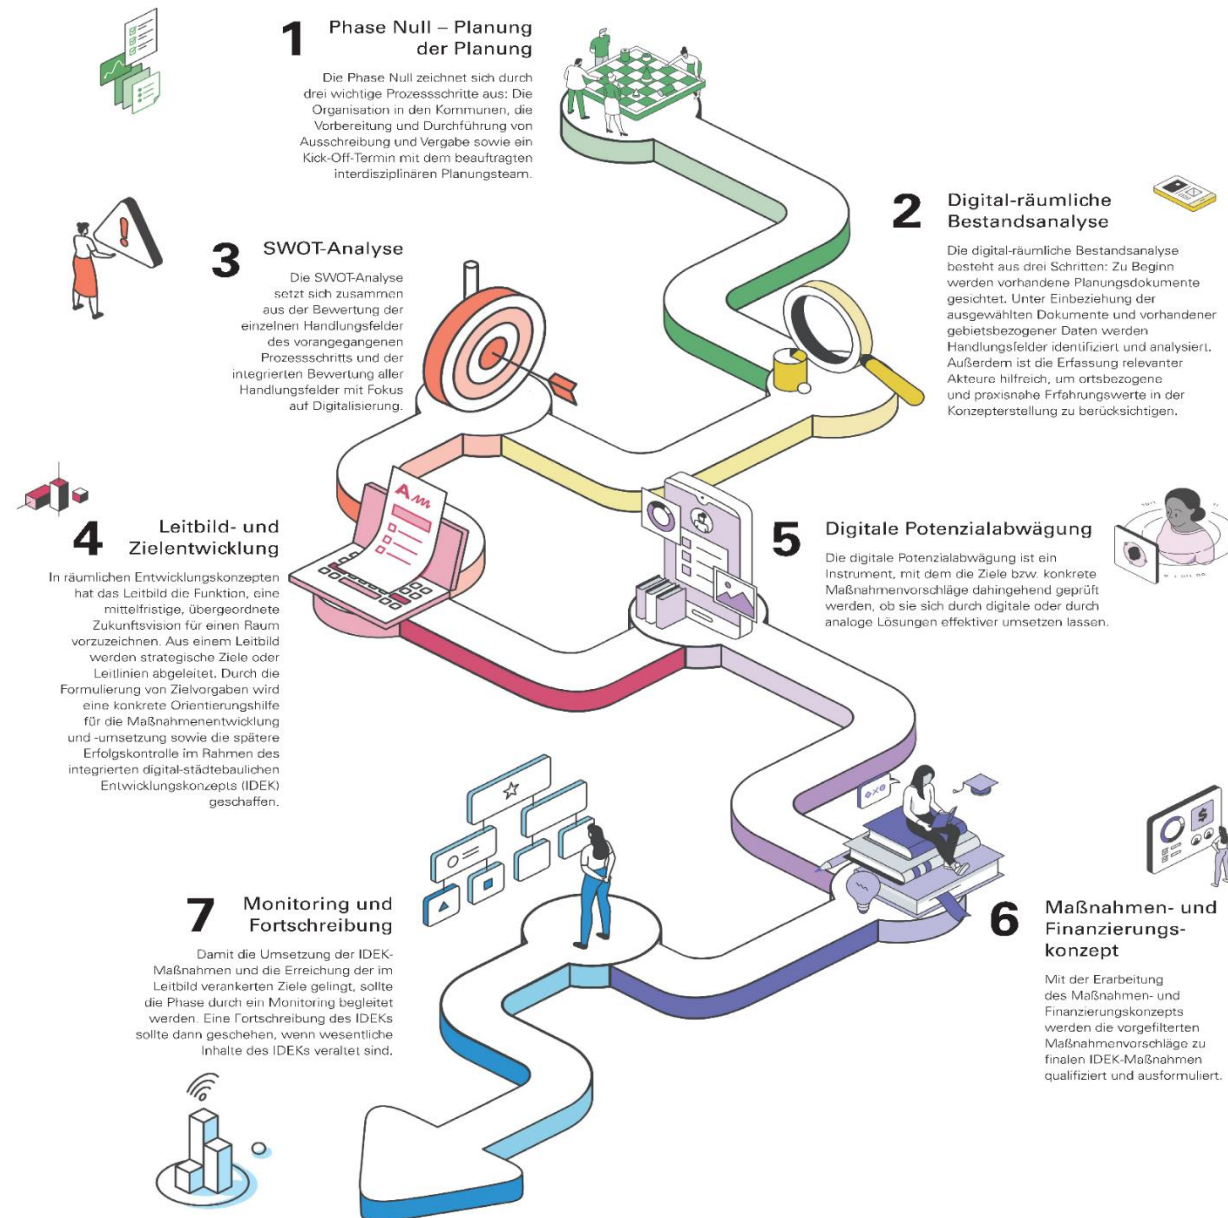 1
Phase Null – Planung
der Planung
Die Phase Null zeichnet sich durch
drei wichtige Prozessschritte aus: Die
Organisation in den Kommunen, die
Vorbereitung und Durchführung von
Ausschreibung und Vergabe sowie ein
Kick-Off-Termin mit dem beauftragten
interdisziplinären Planungsteam.
2
Digital-räumliche
Bestandsanalyse
Die digital-räumliche Bestandsanalyse
besteht aus drei Schritten: Zu Beginn
werden vorhandene Planungsdokumente
gesichtet. Unter Einbeziehung der
ausgewählten Dokumente und vorhandener
gebietsbezogener Daten werden
Handlungsfelder identifiziert und analysiert.
Außerdem ist die Erfassung relevanter
Akteure hilfreich, um ortsbezogene
und praxisnahe Erfahrungswerte in der
Konzepterstellung zu berücksichtigen.
3
SWOT-Analyse
Die SWOT-Analyse
setzt sich zusammen
aus der Bewertung der
einzelnen Handlungsfelder
des vorangegangenen
Prozessschritts und der
integrierten Bewertung aller
Handlungsfelder mit Fokus
auf Digitalisierung.
4
Leitbild- und
Zielentwicklung
In räumlichen Entwicklungskonzepten
hat das Leitbild die Funktion, eine
mittelfristige, übergeordnete
Zukunftsvision für einen Raum
vorzuzeichnen. Aus einem Leitbild
werden strategische Ziele oder
Leitlinien abgeleitet. Durch die
Formulierung von Zielvorgaben wird
eine konkrete Orientierungshilfe
für die Maßnahmenentwicklung
und -umsetzung sowie die spätere
Erfolgskontrolle im Rahmen des
integrierten digital-städtebaulichen
Entwicklungskonzepts (IDEK)
geschaffen.
5
Digitale Potenzialabwägung
Die digitale Potenzialabwägung ist ein
Instrument, mit dem die Ziele bzw. konkrete
Maßnahmenvorschläge dahingehend geprüft
werden, ob sie sich durch digitale oder durch
analoge Lösungen effektiver umsetzen lassen.
6
Maßnahmen- und
Finanzierungs-
konzept
Mit der Erarbeitung
des Maßnahmen- und
Finanzierungskonzepts
werden die vorgefilterten
Maßnahmenvorschläge zu
finalen IDEK-Maßnahmen
qualifiziert und ausformuliert.
7
Monitoring und
Fortschreibung
Damit die Umsetzung der IDEK-
Maßnahmen und die Erreichung der im
Leitbild verankerten Ziele gelingt, sollte
die Phase durch ein Monitoring begleitet
werden. Eine Fortschreibung des IDEKs
sollte dann geschehen, wenn wesentliche
Inhalte des IDEKs veraltet sind.